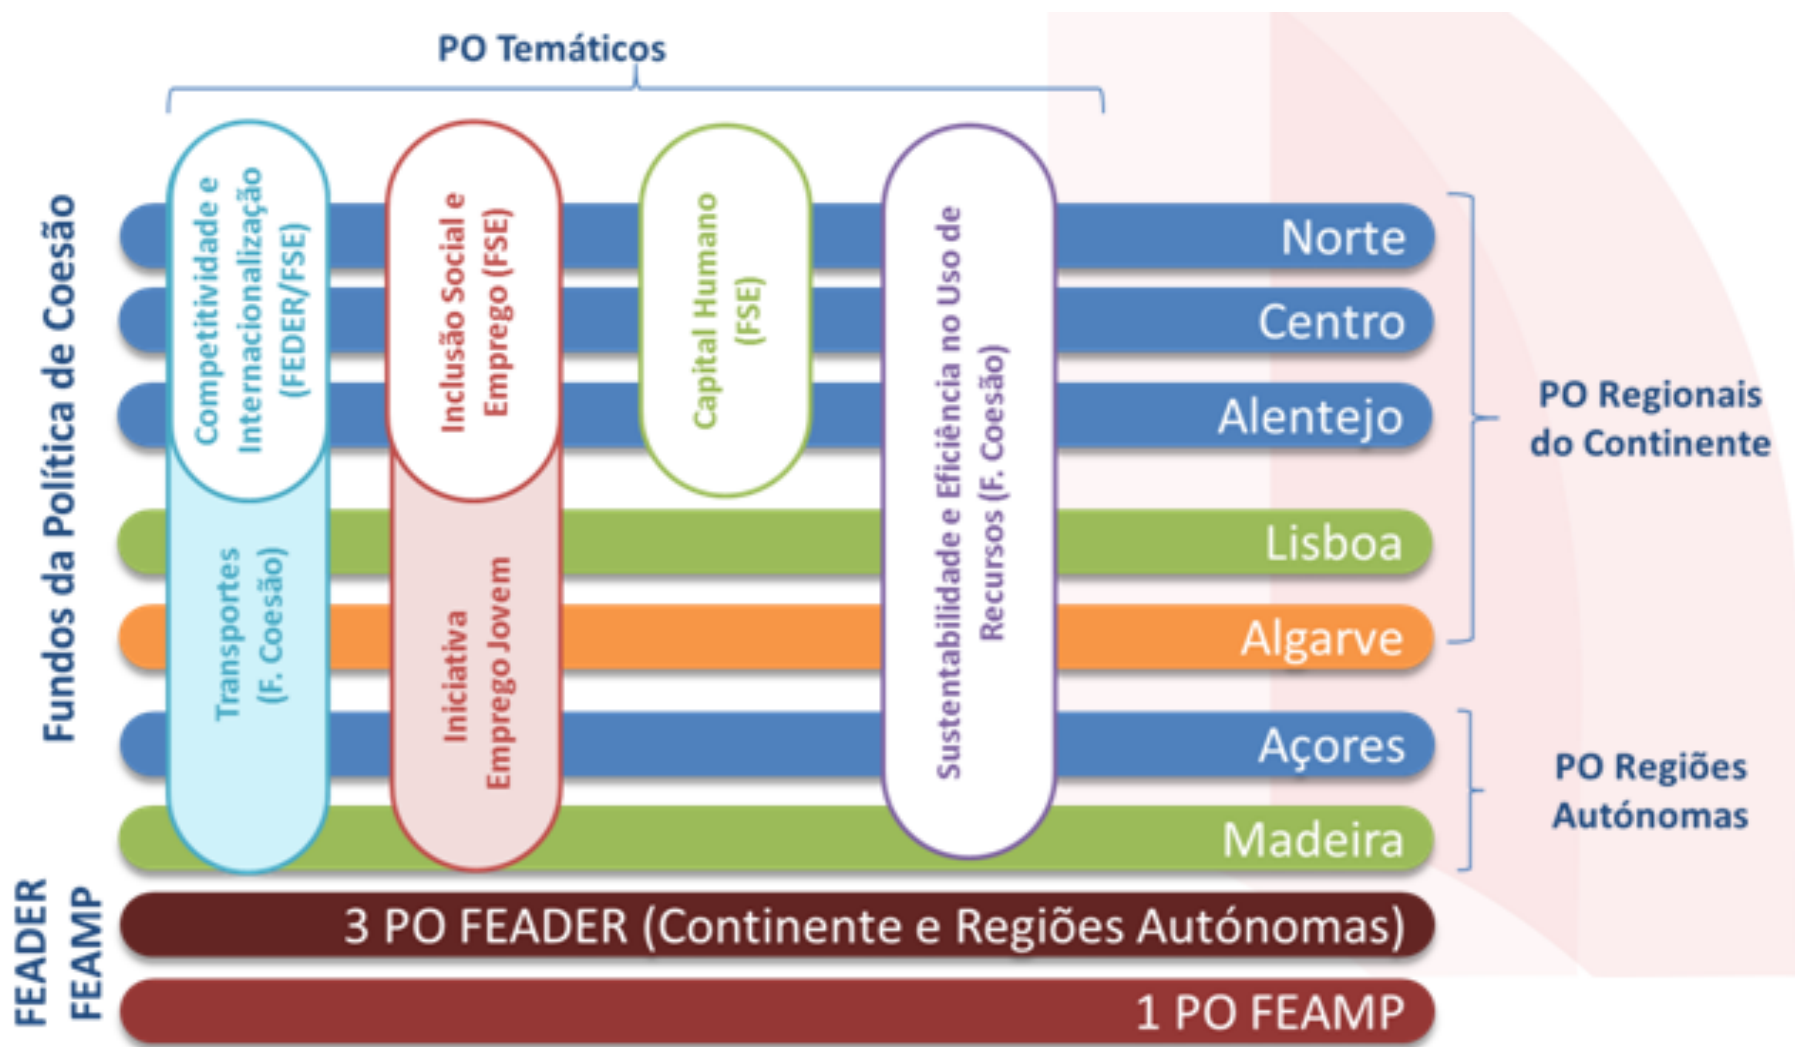 PO Temáticos
Fundos da Política de Coesão
Competitividade e
Internacionalização
(FEDER/FSE)
Transportes
(F. Coesão)
Inclusão Social e
Emprego (FSE)
Iniciativa
Emprego Jovem
Capital Humano
(FSE)
Sustentabilidade e Eficiência no Uso de
Recursos (F. Coesão)
Norte
Centro
Alentejo
Lisboa
Algarve
Açores
Madeira
PO Regionais
do Continente
PO Regiões
Autónomas
FEADER
FEAMP
3 PO FEADER (Continente e Regiões Autónomas)
1 PO FEAMP